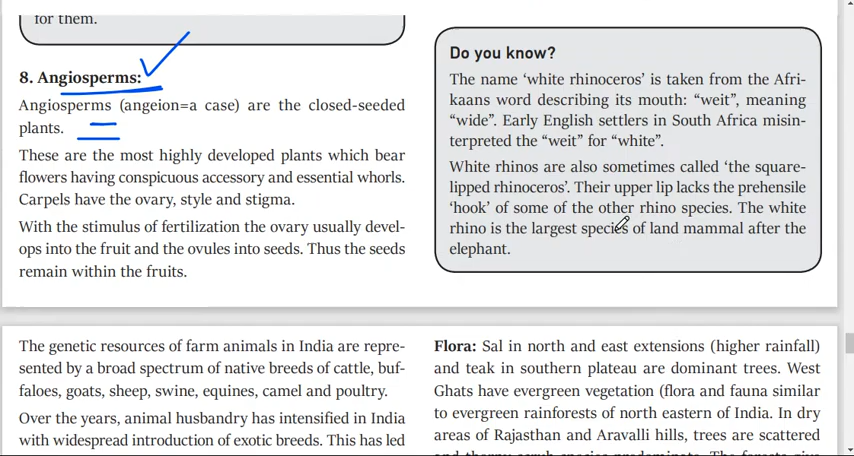 for them.
8. Angiosperms:
Angiosperms (angeion=a case) are the closed-seeded
plants.
These are the most highly developed plants which bear
flowers having conspicuous accessory and essential whorls.
Carpels have the ovary, style and stigma.
With the stimulus of fertilization the ovary usually devel-
ops into the fruit and the ovules into seeds. Thus the seeds
remain within the fruits.
Do you know?
The name ‘white rhinoceros’ is taken from the Afri-
kaans word describing its mouth: “weit”, meaning
“wide”. Early English settlers in South Africa misin-
terpreted the “weit” for “white”.
White rhinos are also sometimes called ‘the square-
lipped rhinoceros’. Their upper lip lacks the prehensile
‘hook’ of some of the other rhino species. The white
rhino is the largest species of land mammal after the
elephant.
The genetic resources of farm animals in India are repre-
sented by a broad spectrum of native breeds of cattle, buf-
faloes, goats, sheep, swine, equines, camel and poultry.
Over the years, animal husbandry has intensified in India
with widespread introduction of exotic breeds. This has led
Flora: Sal in north and east extensions (higher rainfall)
and teak in southern plateau are dominant trees. West
Ghats have evergreen vegetation (flora and fauna similar
to evergreen rainforests of north eastern of India. In dry
areas of Rajasthan and Aravalli hills, trees are scattered
and thorny scrub species predominate. The forests give